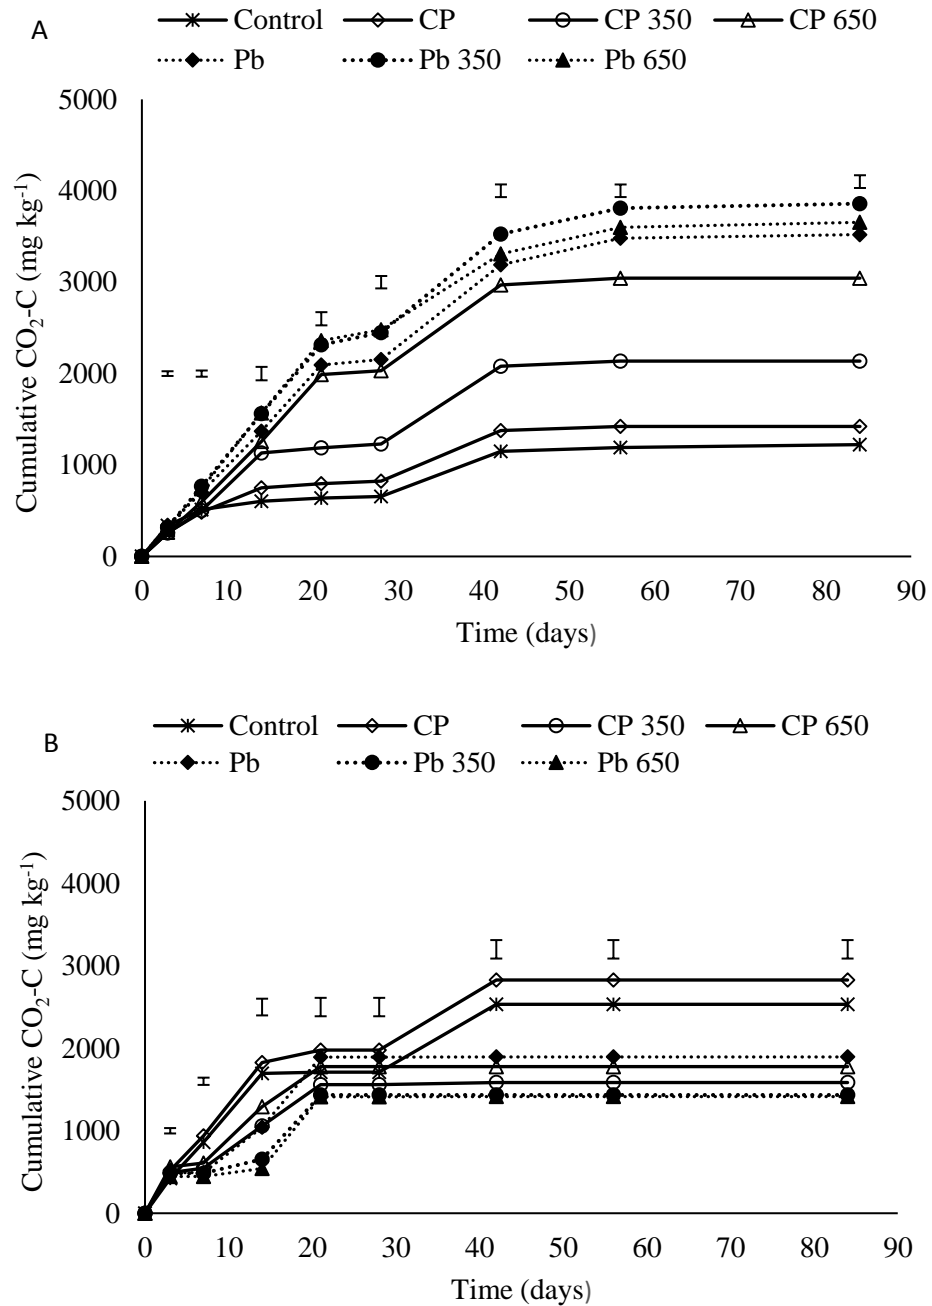 A
Control CP CP 350 CP 650
Pb Pb 350 Pb 650
5000
4000
3000
2000
1000
0
Cumulative CO₂-C (mg kg⁻¹)
0 10 20 30 40 50 60 70 80 90
Time (days)
B
Control CP CP 350 CP 650
Pb Pb 350 Pb 650
5000
4000
3000
2000
1000
0
Cumulative CO₂-C (mg kg⁻¹)
0 10 20 30 40 50 60 70 80 90
Time (days)